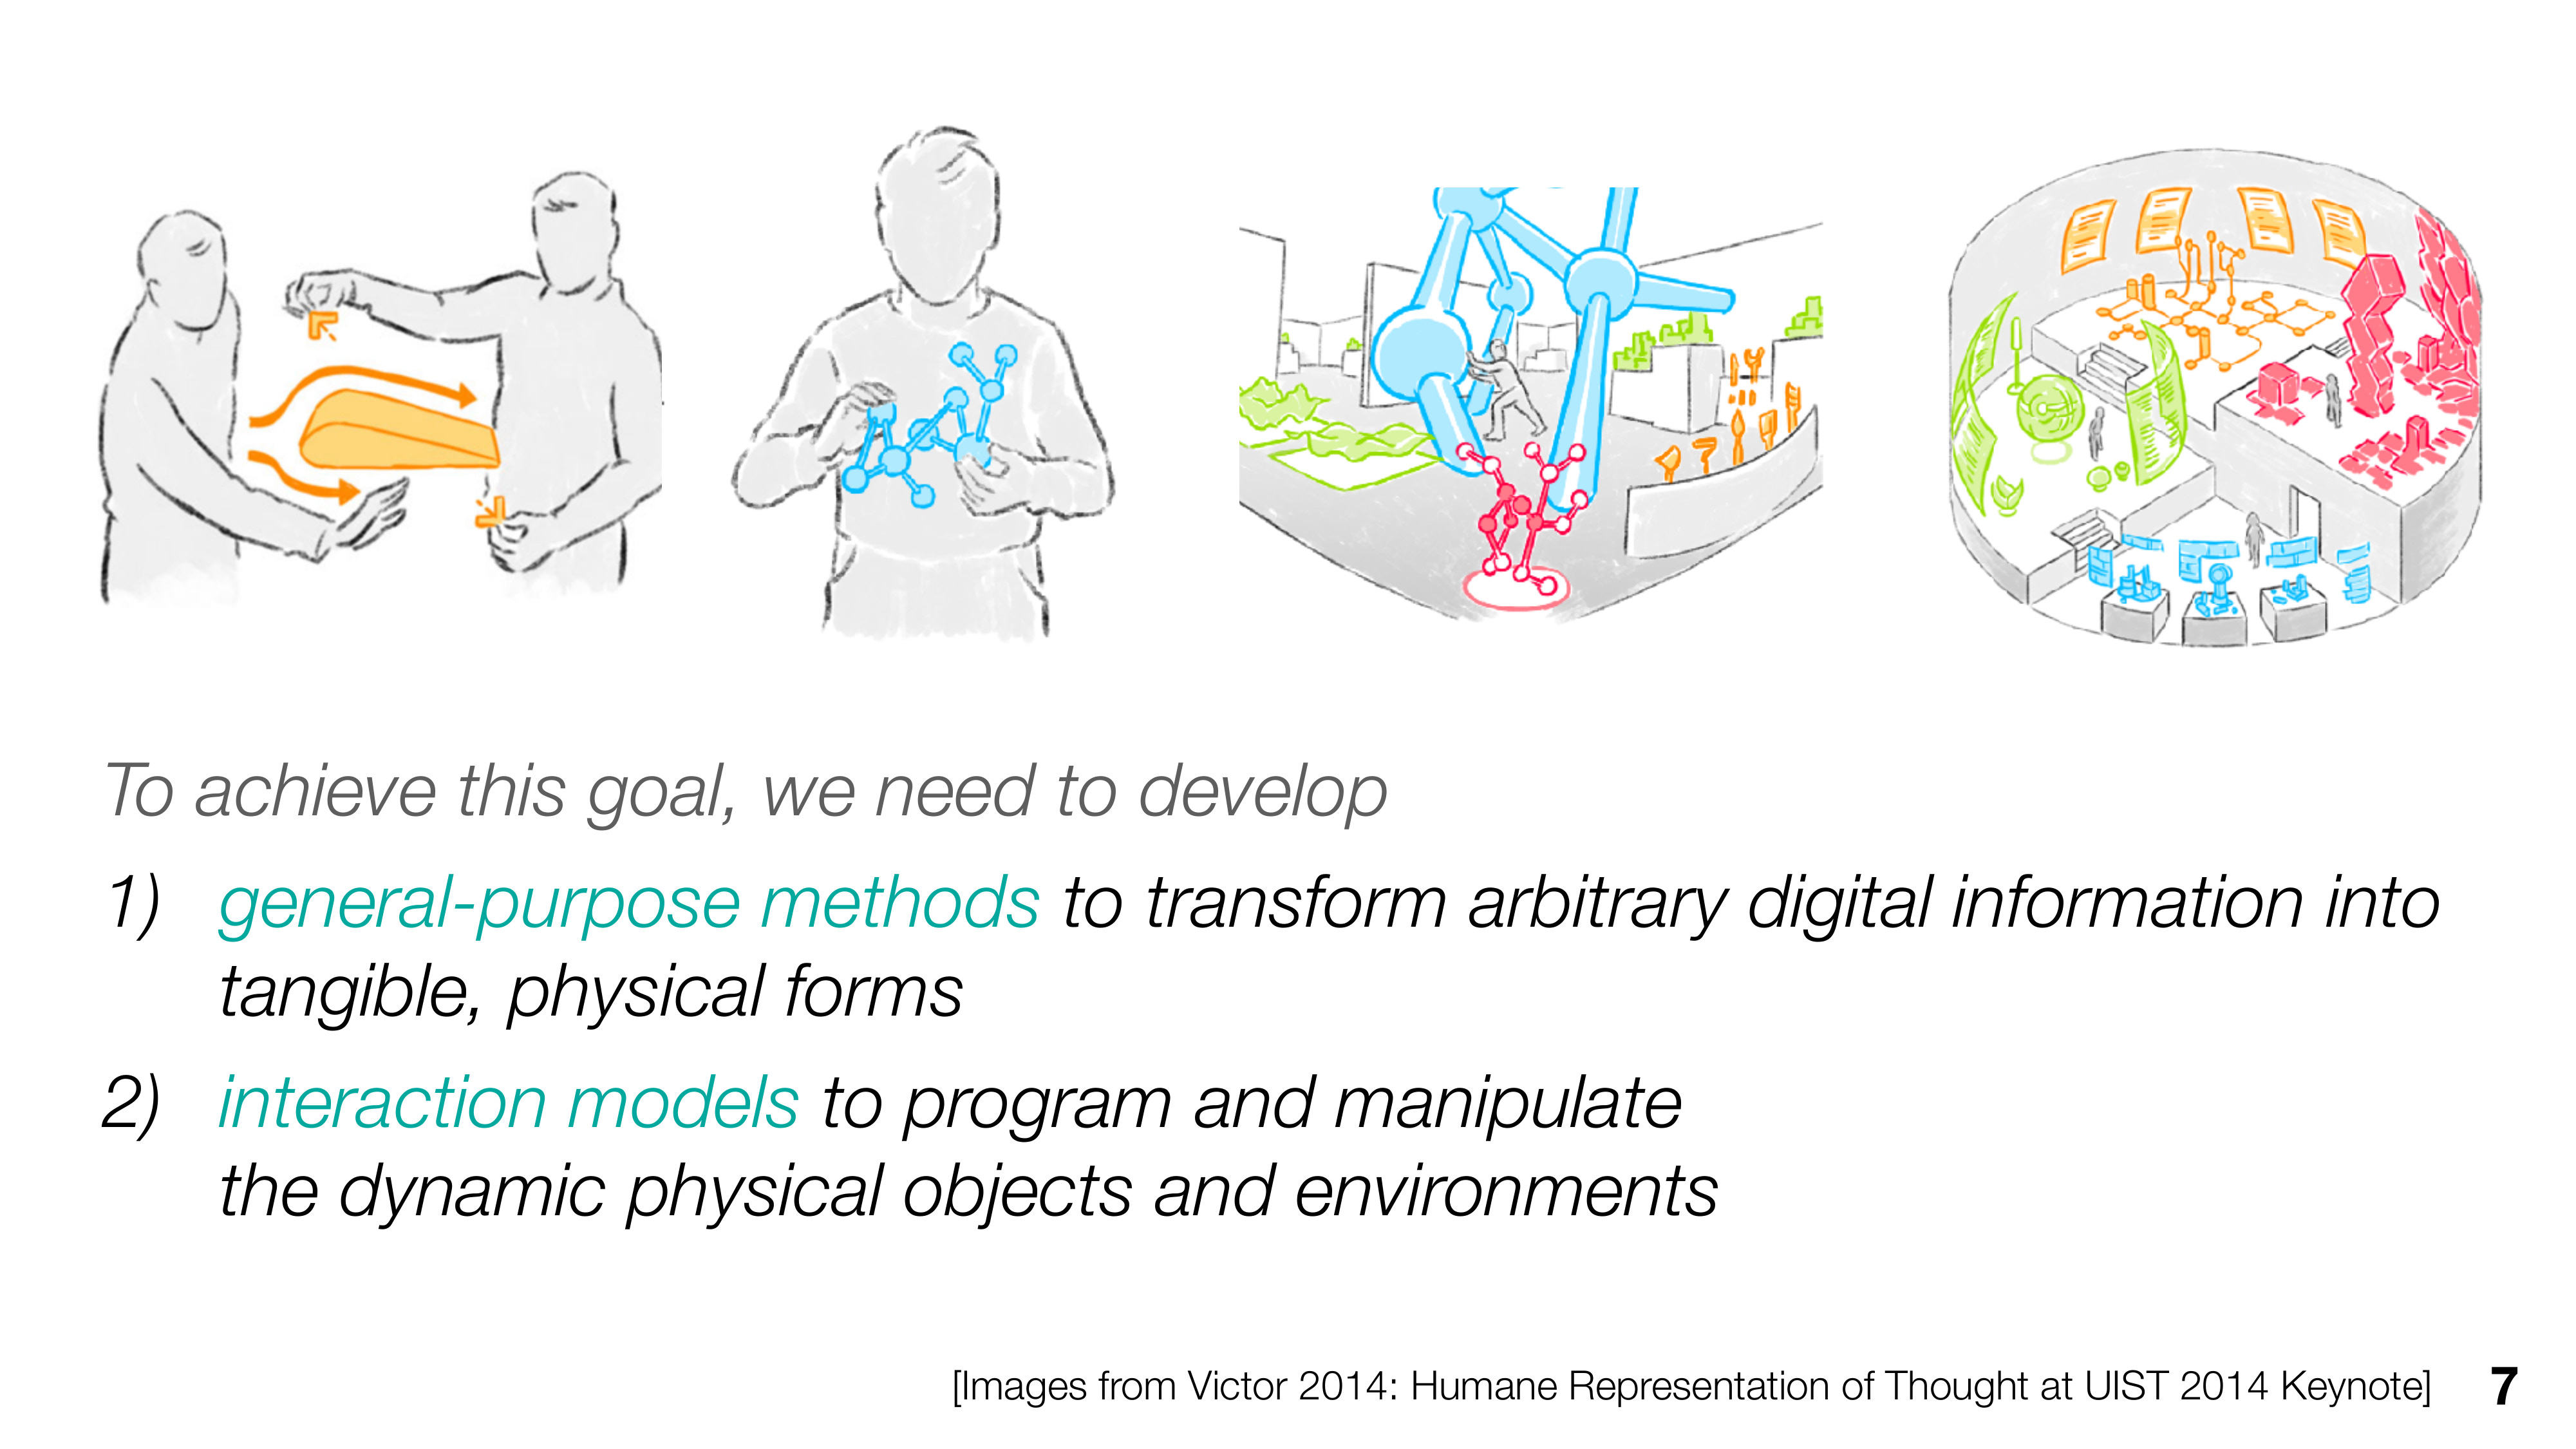 To achieve this goal, we need to develop
1) general-purpose methods to transform arbitrary digital information into
tangible, physical forms
2) interaction models to program and manipulate
the dynamic physical objects and environments
[Images from Victor 2014: Humane Representation of Thought at UIST 2014 Keynote] 7